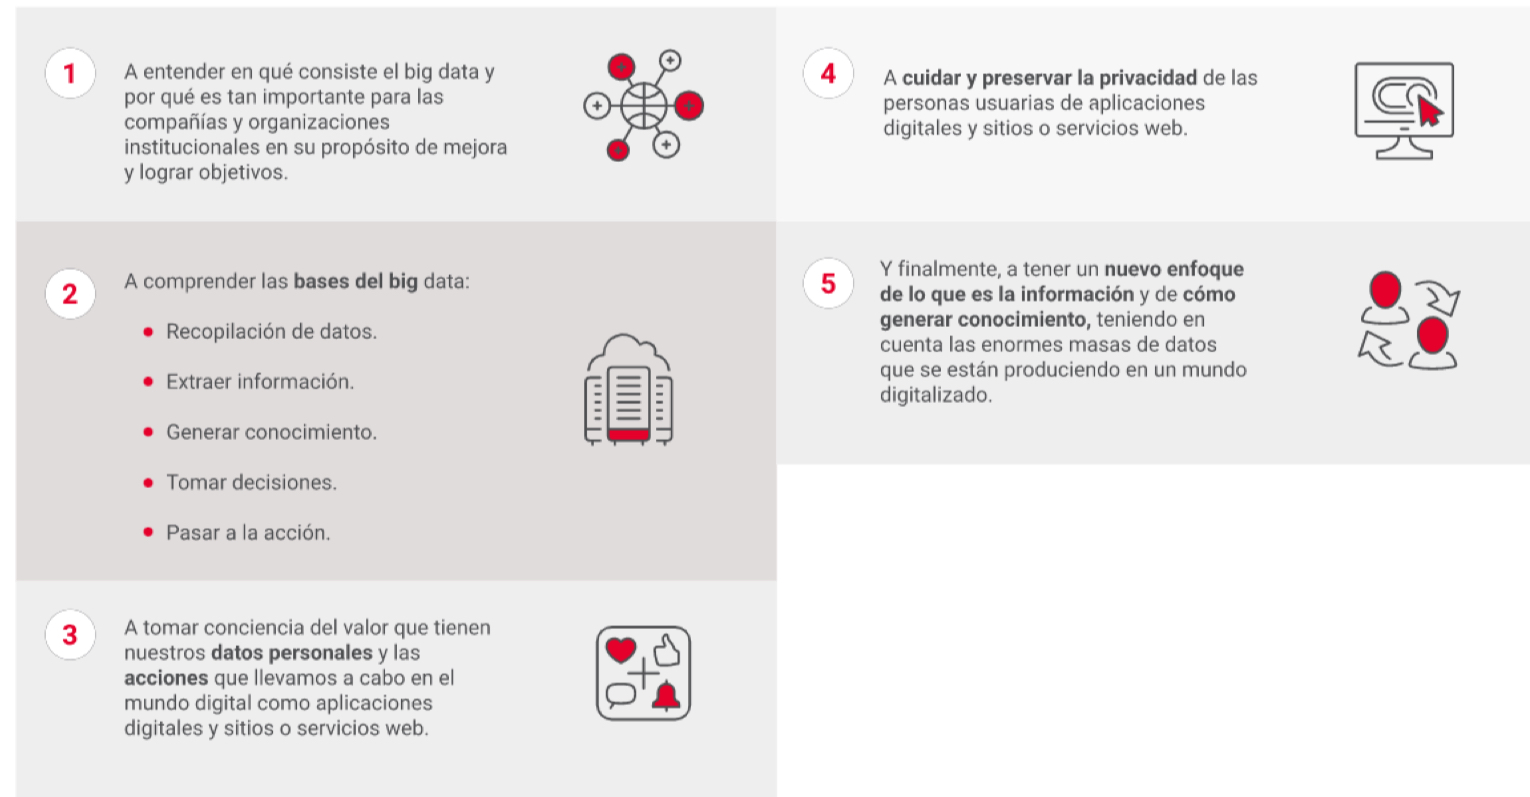 1
A entender en qué consiste el big data y
por qué es tan importante para las
compañías y organizaciones
institucionales en su propósito de mejora
y lograr objetivos.
2
A comprender las bases del big data:
Recopilación de datos.
Extraer información.
Generar conocimiento.
Tomar decisiones.
Pasar a la acción.
3
A tomar conciencia del valor que tienen
nuestros datos personales y las
acciones que llevamos a cabo en el
mundo digital como aplicaciones
digitales y sitios o servicios web.
4
A cuidar y preservar la privacidad de las
personas usuarias de aplicaciones
digitales y sitios o servicios web.
5
Y finalmente, a tener un nuevo enfoque
de lo que es la información y de cómo
generar conocimiento, teniendo en
cuenta las enormes masas de datos
que se están produciendo en un mundo
digitalizado.